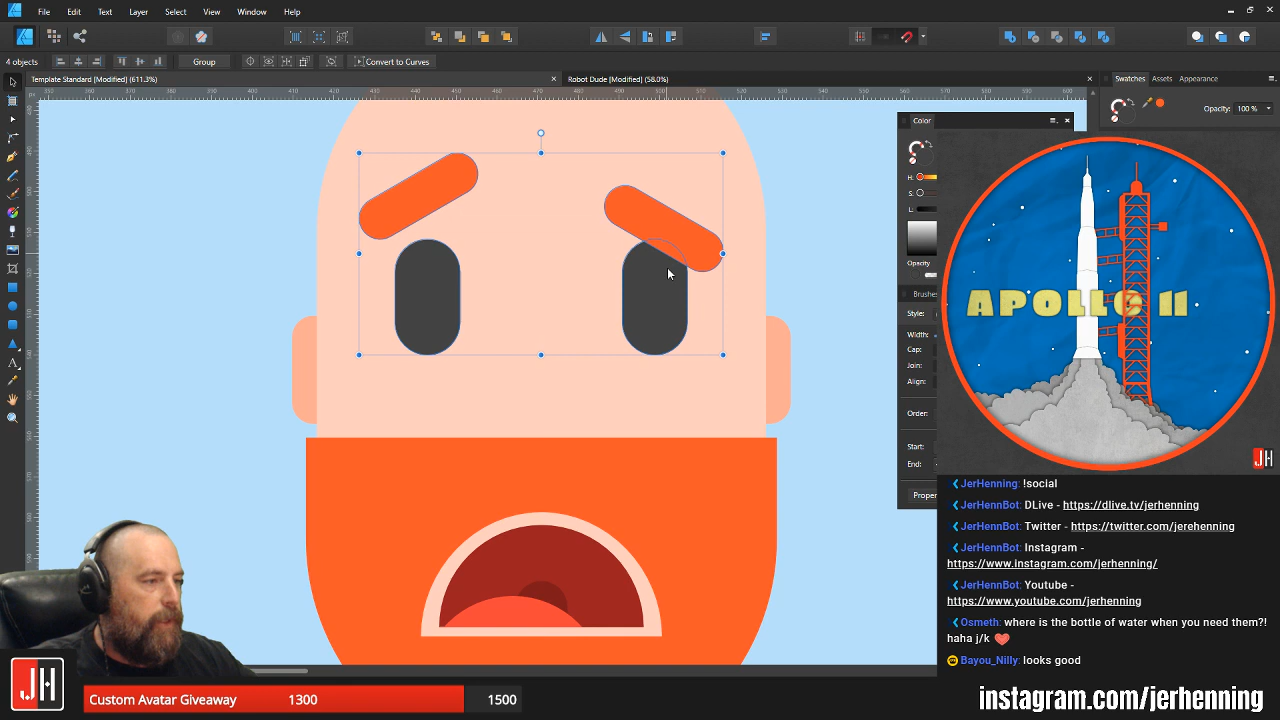 File Edit Text Layer Select View Window Help
4 objects Group Convert to Curves
Template Standard [Modified] (611.3%) Robot Dude [Modified] (58.0%)
Swatches Assets Appearance
Opacity: 100 %
Color
H:
S:
L:
Opacity
Brushes
Style:
Width:
Cap:
Join:
Align:
Order:
Start:
End:
Proper
APOLLO 11
JH
JerHenning: !social
JerHennBot: DLive - https://dlive.tv/jerhenning
JerHennBot: Twitter - https://twitter.com/jerehenning
JerHennBot: Instagram -
https://www.instagram.com/jerhenning/
JerHennBot: Youtube -
https://www.youtube.com/jerhenning
Osmeth: where is the bottle of water when you need them?!
haha j/k ❤️
Bayou_Nilly: looks good
JH
Custom Avatar Giveaway 1300 1500
instagram.com/jerhenning